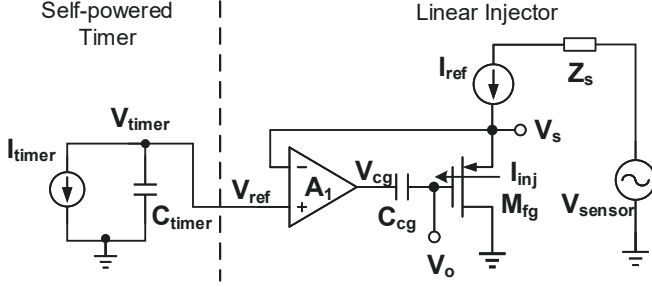 Self-powered
Timer
Linear Injector
I_ref
Z_s
V_timer
V_s
I_timer
V_cg
I_inj
V_ref
A_1
− 
+
C_timer
C_cg
M_fg
V_sensor
V_o